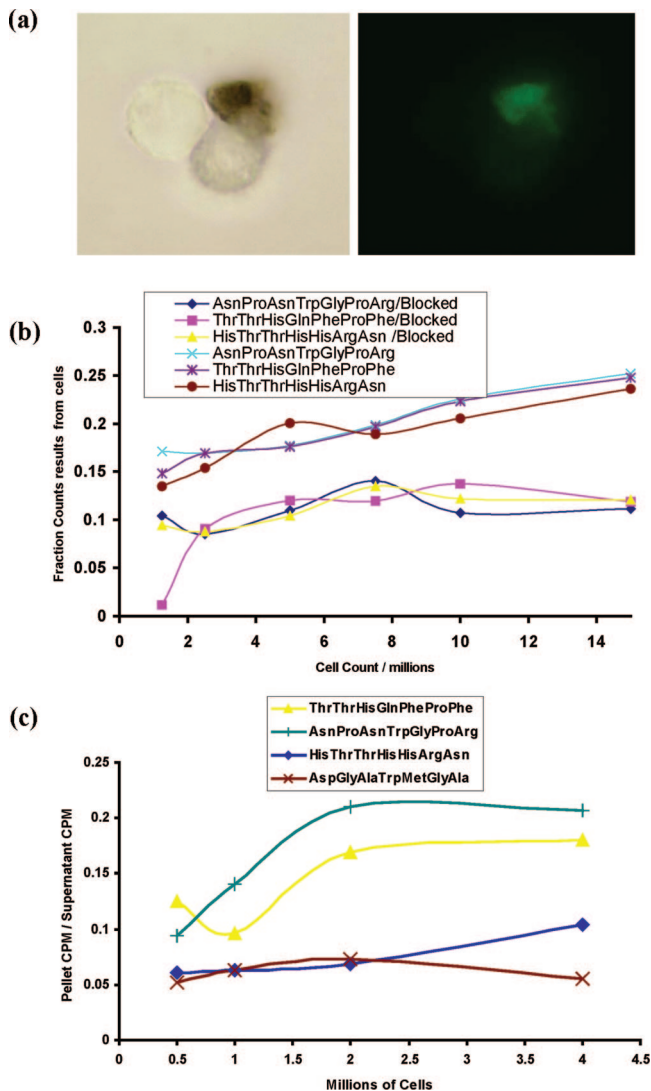 (a)
(b)
AsnProAsnTrpGlyProArg/Blocked
ThrThrHisGlnPheProPhe/Blocked
HisThrThrHisHisArgAsn /Blocked
AsnProAsnTrpGlyProArg
ThrThrHisGlnPheProPhe
HisThrThrHisHisArgAsn
0.3
0.25
0.2
0.15
0.1
0.05
0
Fraction Counts results from cells
0 2 4 6 8 10 12 14
Cell Count / millions
(c)
ThrThrHisGlnPheProPhe
AsnProAsnTrpGlyProArg
HisThrThrHisHisArgAsn
AspGlyAlaTrpMetGlyAla
0.25
0.2
0.15
0.1
0.05
0
Pellet CPM / Supernatant CPM
0 0.5 1 1.5 2 2.5 3 3.5 4 4.5
Millions of Cells